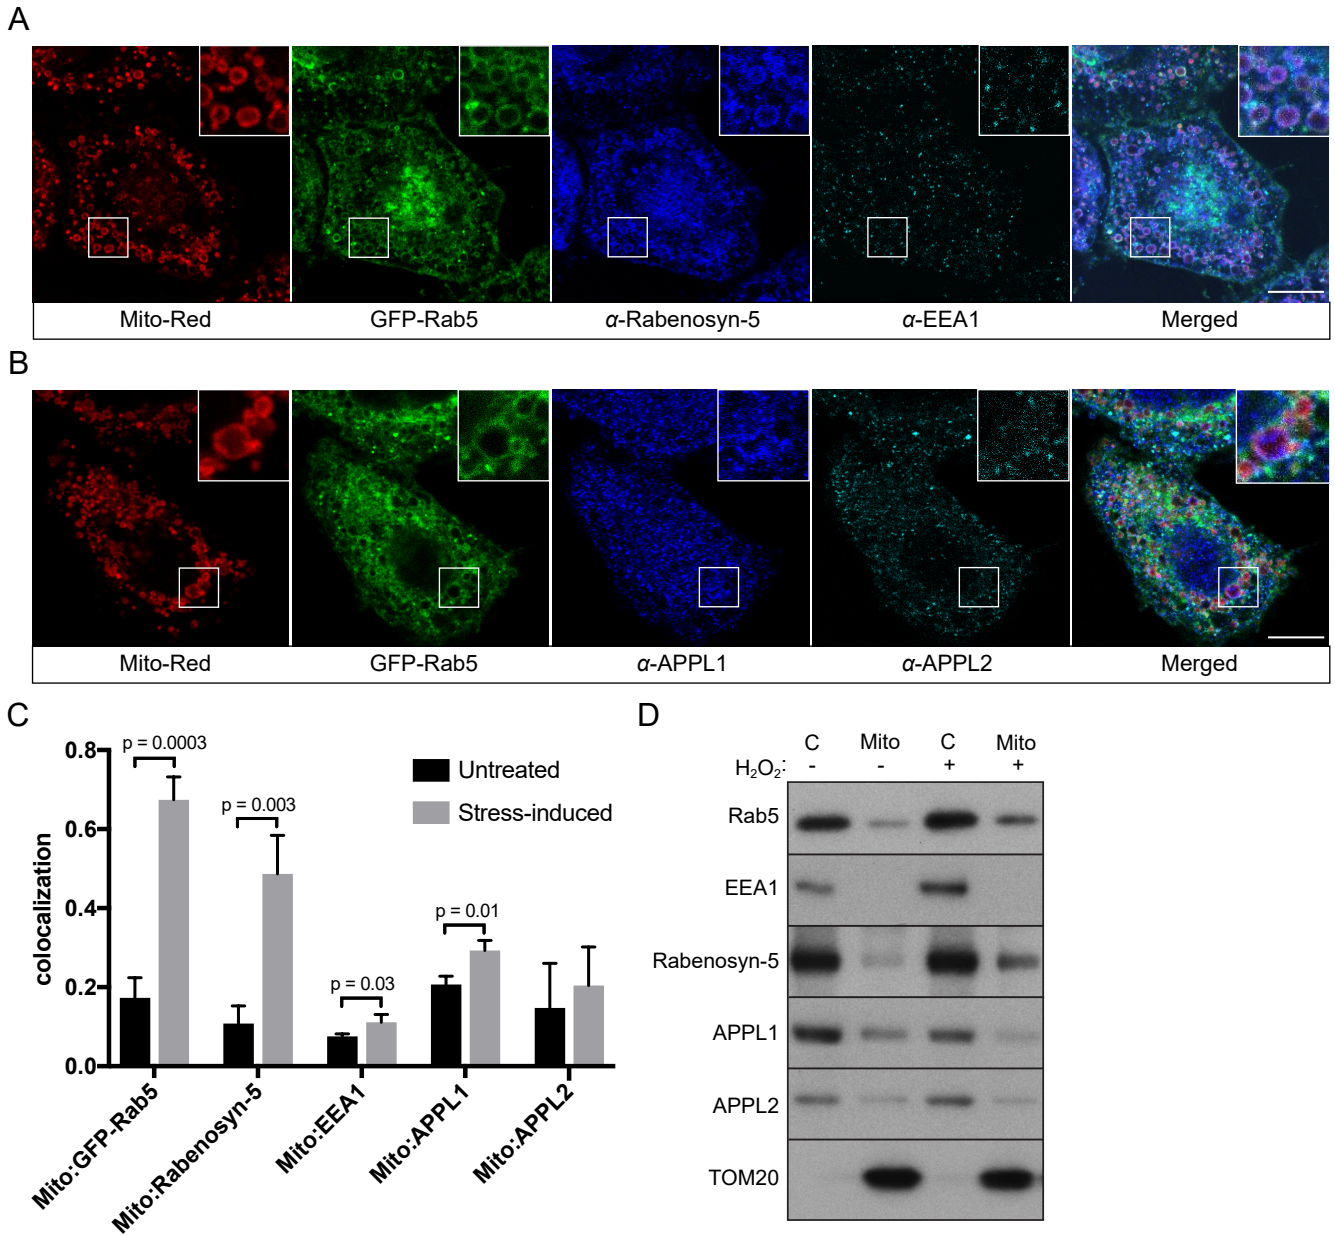 A
Mito-Red GFP-Rab5 α-Rabenosyn-5 α-EEA1 Merged
B
Mito-Red GFP-Rab5 α-APPL1 α-APPL2 Merged
C
0.8
0.6
0.4
0.2
0.0
colocalization
p = 0.0003
p = 0.003
p = 0.03
p = 0.01
Untreated
Stress-induced
Mito:GFP-Rab5
Mito:Rabenosyn-5
Mito:EEA1
Mito:APPL1
Mito:APPL2
D
C Mito C Mito
H₂O₂: - - + +
Rab5
EEA1
Rabenosyn-5
APPL1
APPL2
TOM20